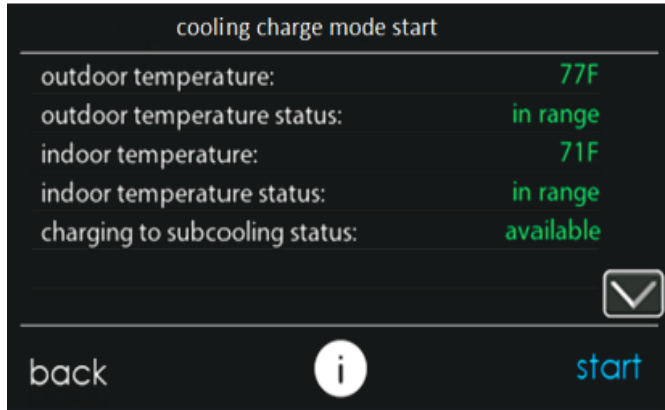 cooling charge mode start
outdoor temperature: 77F
outdoor temperature status: in range
indoor temperature: 71F
indoor temperature status: in range
charging to subcooling status: available
back i start